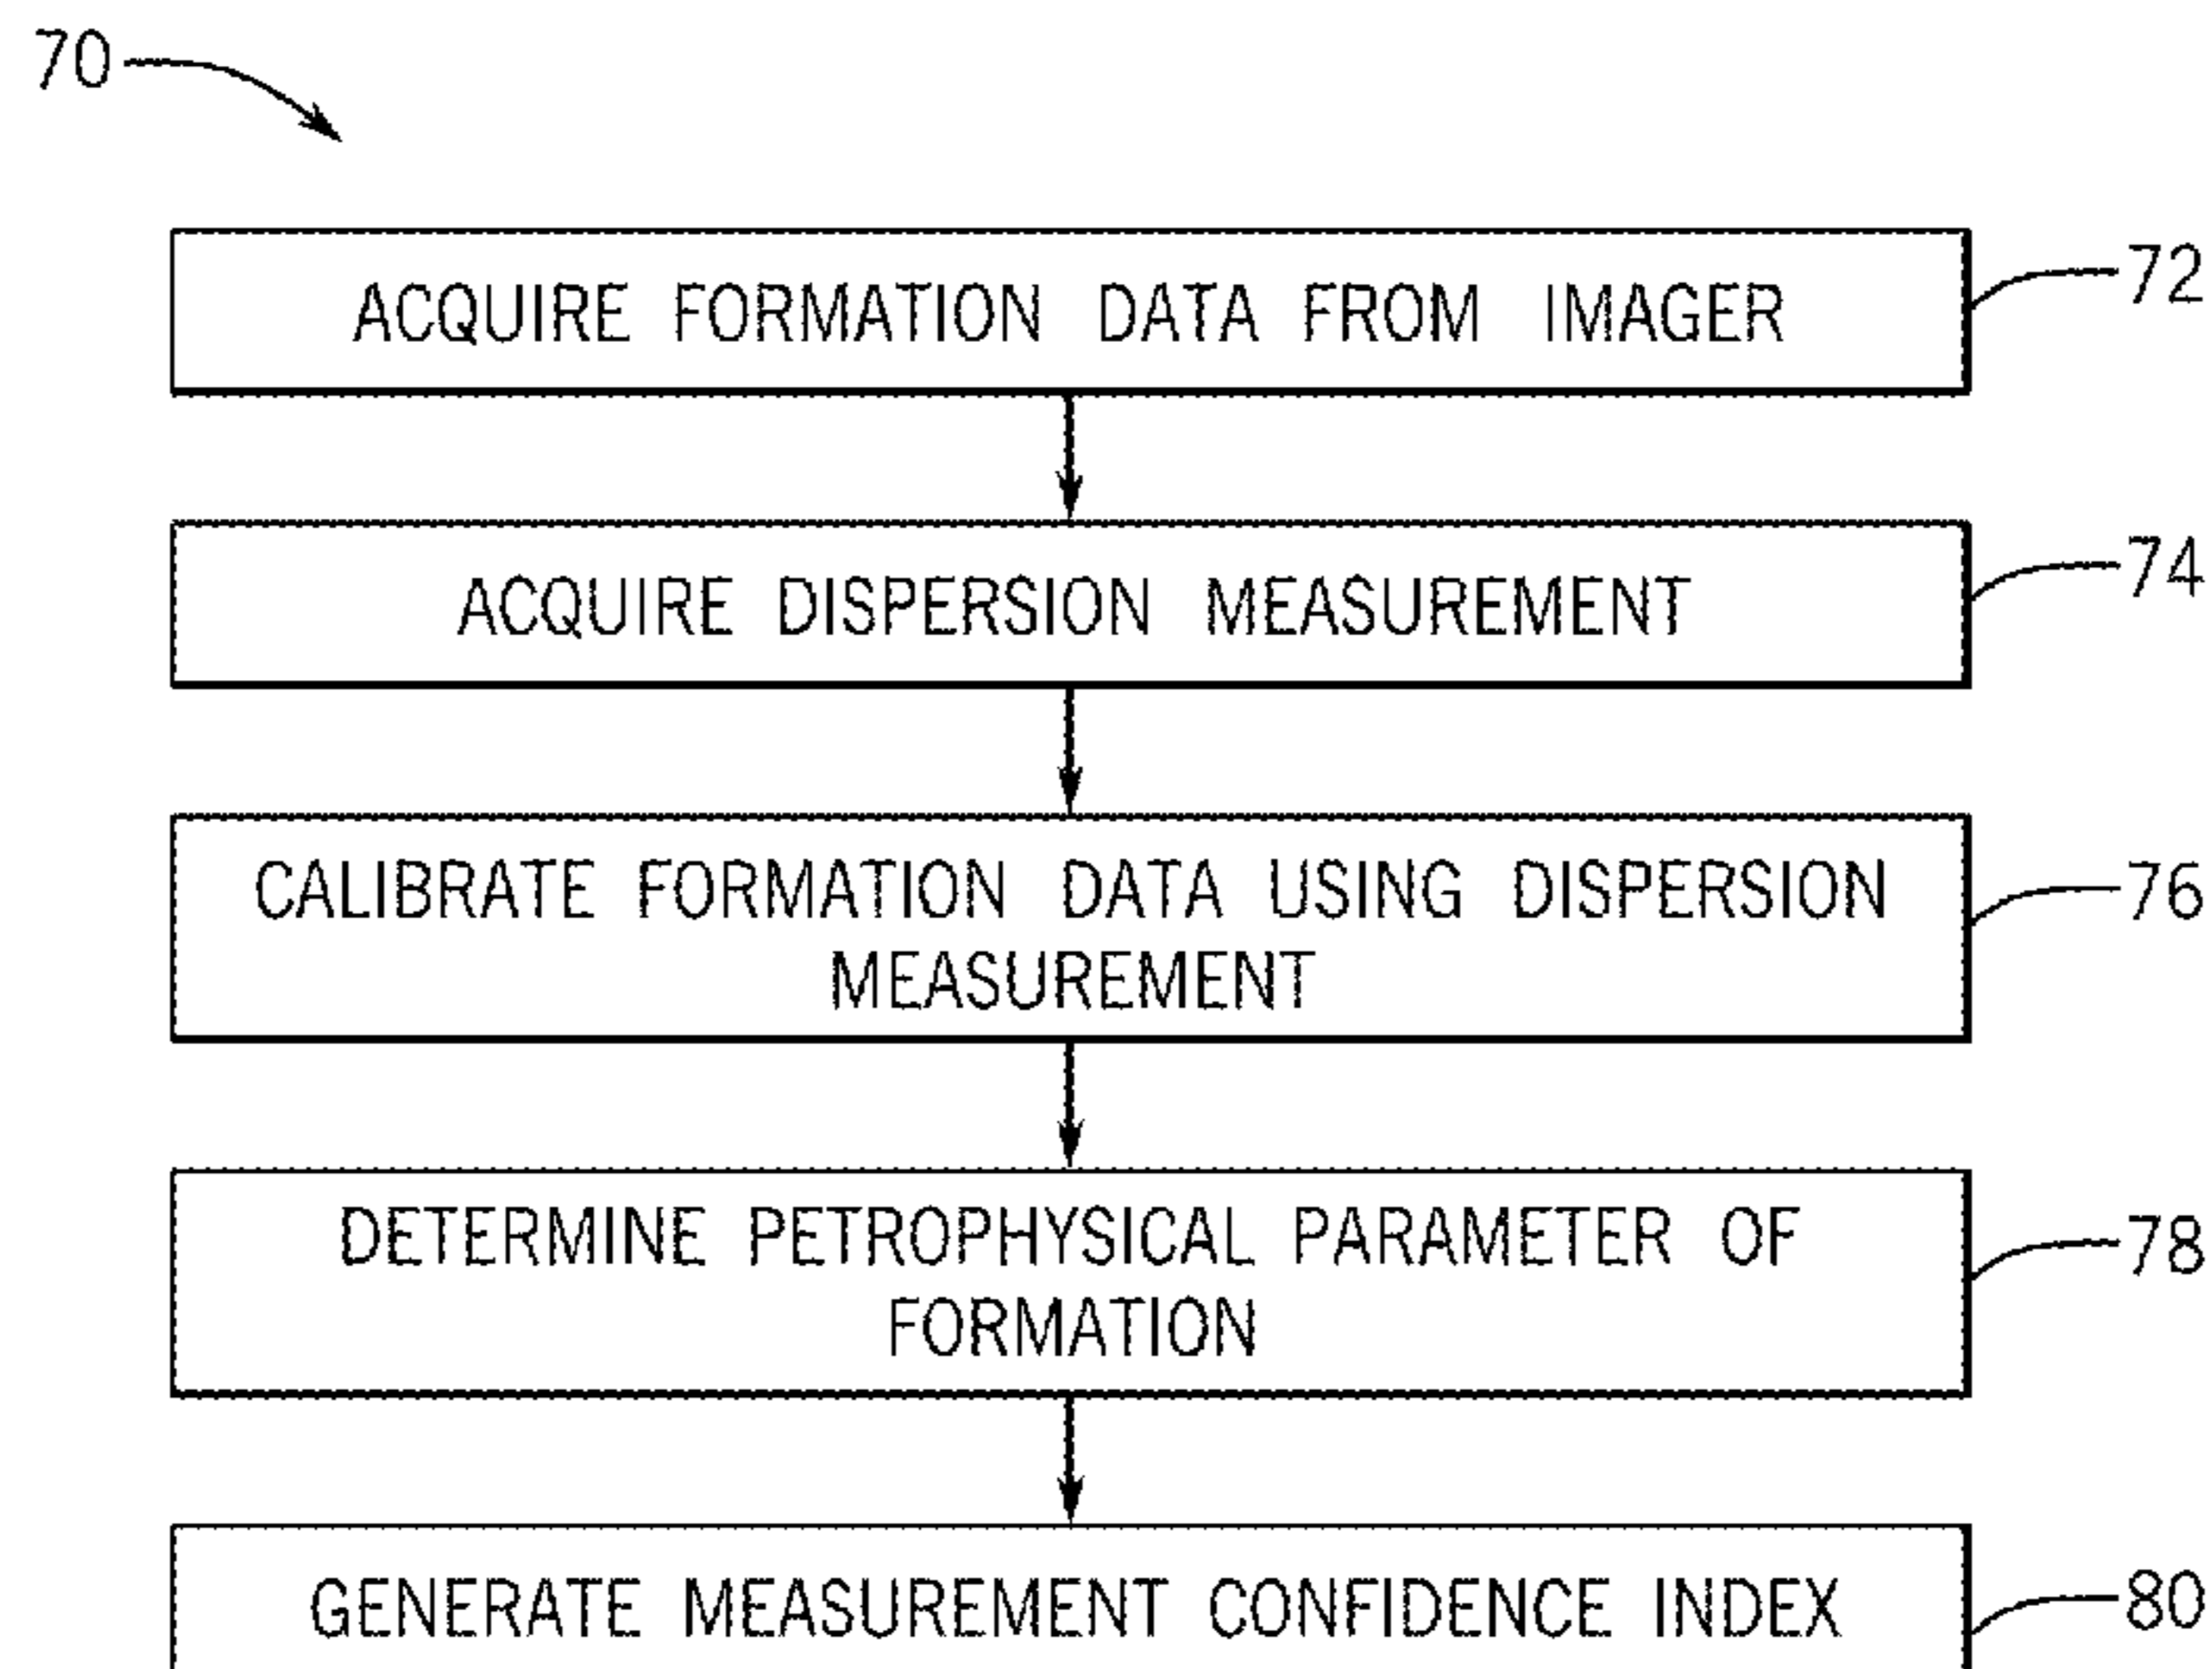 70
ACQUIRE FORMATION DATA FROM IMAGER
72
ACQUIRE DISPERSION MEASUREMENT
74
CALIBRATE FORMATION DATA USING DISPERSION
MEASUREMENT
76
DETERMINE PETROPHYSICAL PARAMETER OF
FORMATION
78
GENERATE MEASUREMENT CONFIDENCE INDEX
80